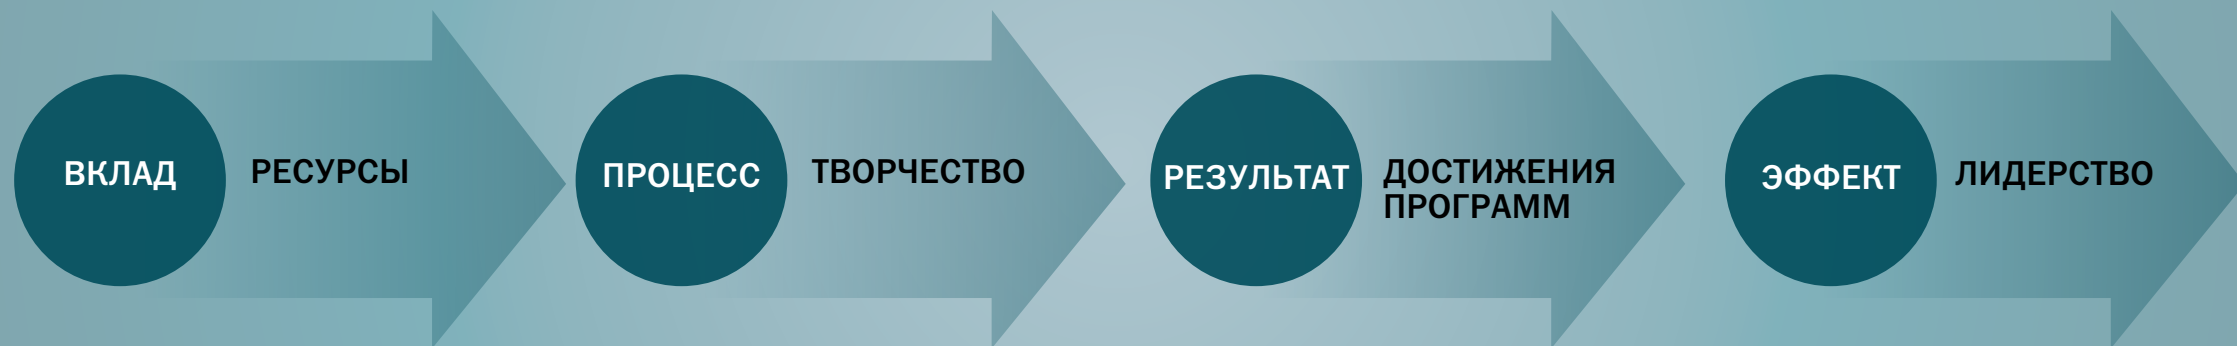 ВКЛАД
РЕСУРСЫ
ПРОЦЕСС
ТВОРЧЕСТВО
РЕЗУЛЬТАТ
ДОСТИЖЕНИЯ
ПРОГРАММ
ЭФФЕКТ
ЛИДЕРСТВО